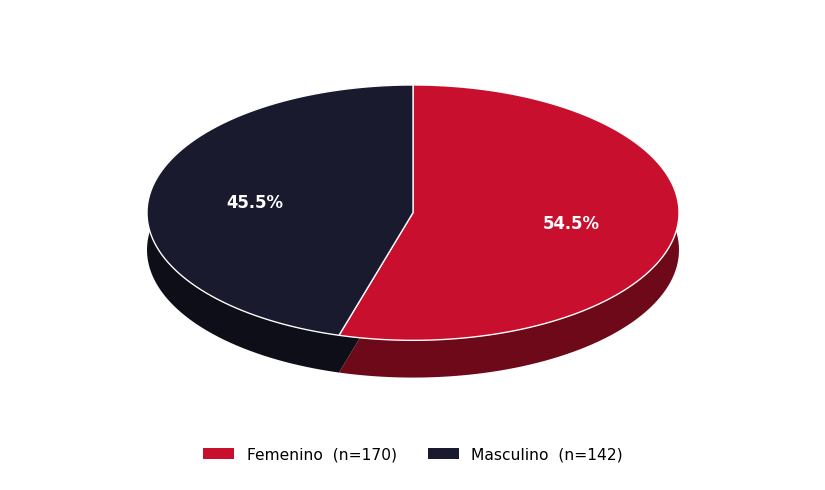 45.5%
54.5%
Femenino (n=170)
Masculino (n=142)